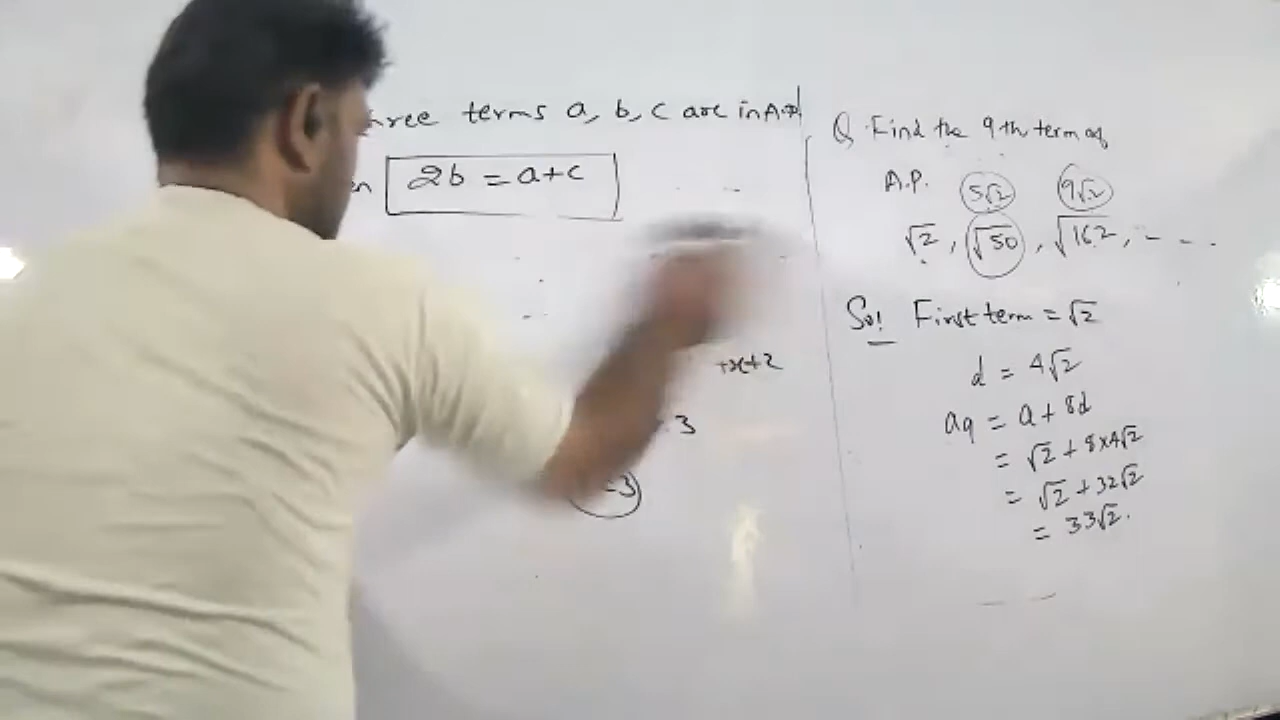 terms a, b, c are in A.P
2b = a+c
+x+2
3
-3
Q. Find the 9th term of
A.P. 5√2 9√2
√2, √50, √162, - - -
Sol First term = √2
d = 4√2
a9 = a + 8d
= √2 + 8×4√2
= √2 + 32√2
= 33√2.